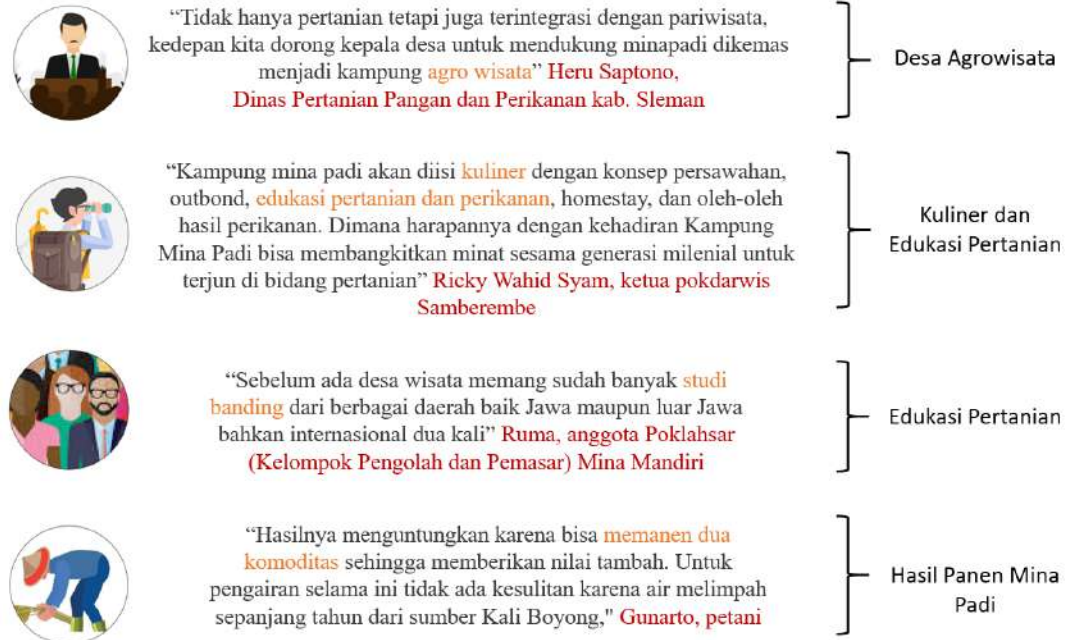 “Tidak hanya pertanian tetapi juga terintegrasi dengan pariwisata,
kedepan kita dorong kepala desa untuk mendukung minapadi dikemas
menjadi kampung agro wisata” Heru Saptono,
Dinas Pertanian Pangan dan Perikanan kab. Sleman
Desa Agrowisata
“Kampung mina padi akan diisi kuliner dengan konsep persawahan,
outbond, edukasi pertanian dan perikanan, homestay, dan oleh-oleh
hasil perikanan. Dimana harapannya dengan kehadiran Kampung
Mina Padi bisa membangkitkan minat sesama generasi milenial untuk
terjun di bidang pertanian” Ricky Wahid Syam, ketua pokdarwis
Samberembe
Kuliner dan
Edukasi Pertanian
“Sebelum ada desa wisata memang sudah banyak studi
banding dari berbagai daerah baik Jawa maupun luar Jawa
bahkan internasional dua kali” Ruma, anggota Poklahsar
(Kelompok Pengolah dan Pemasar) Mina Mandiri
Edukasi Pertanian
“Hasilnya menguntungkan karena bisa memanen dua
komoditas sehingga memberikan nilai tambah. Untuk
pengairan selama ini tidak ada kesulitan karena air melimpah
sepanjang tahun dari sumber Kali Boyong," Gunarto, petani
Hasil Panen Mina
Padi